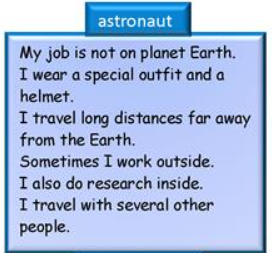 astronaut
My job is not on planet Earth.
I wear a special outfit and a
helmet.
I travel long distances far away
from the Earth.
Sometimes I work outside.
I also do research inside.
I travel with several other
people.